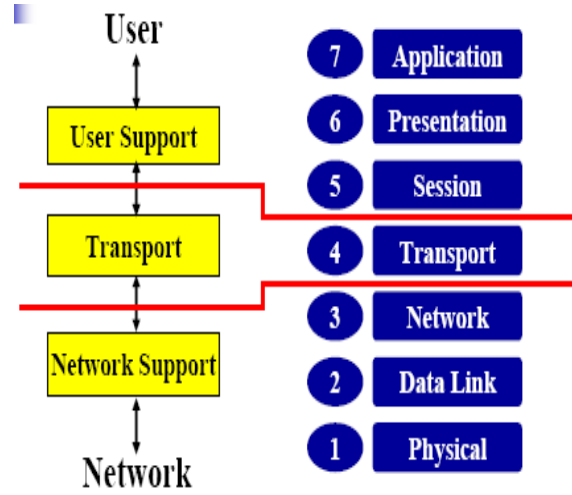 User
User Support
Transport
Network Support
Network
7 Application
6 Presentation
5 Session
4 Transport
3 Network
2 Data Link
1 Physical